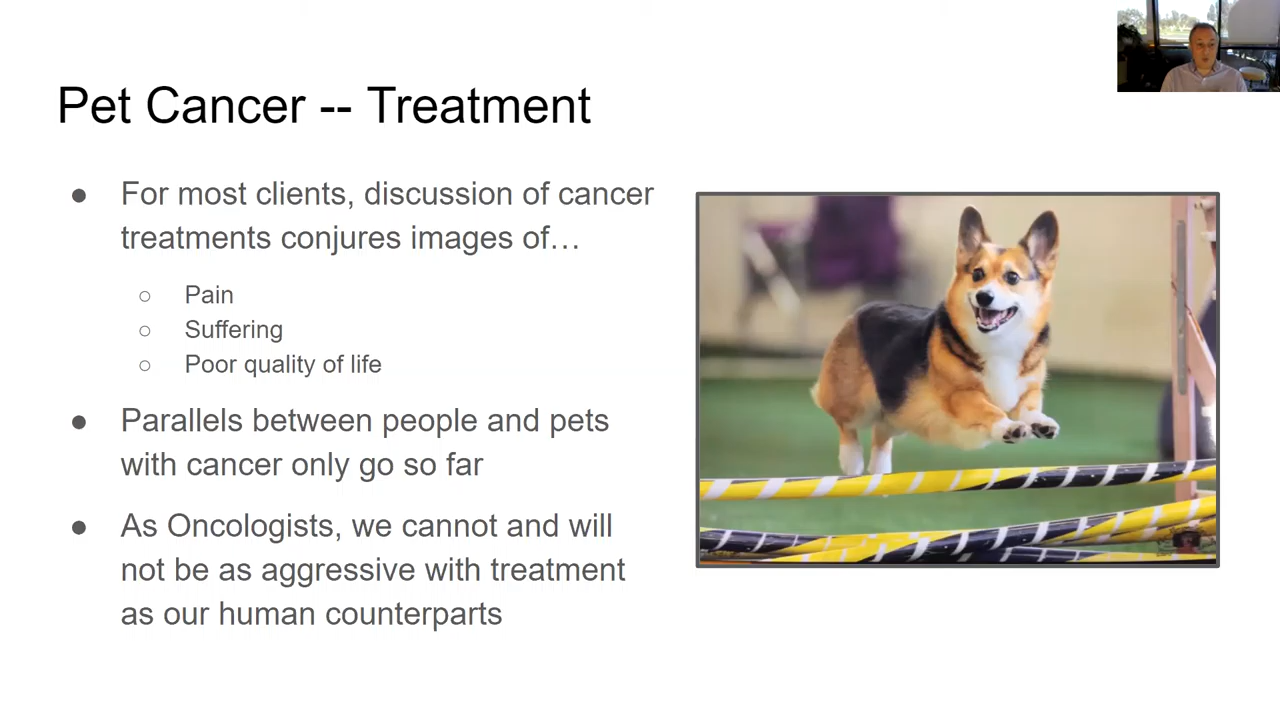 Pet Cancer -- Treatment
● For most clients, discussion of cancer
treatments conjures images of…
○ Pain
○ Suffering
○ Poor quality of life
● Parallels between people and pets
with cancer only go so far
● As Oncologists, we cannot and will
not be as aggressive with treatment
as our human counterparts